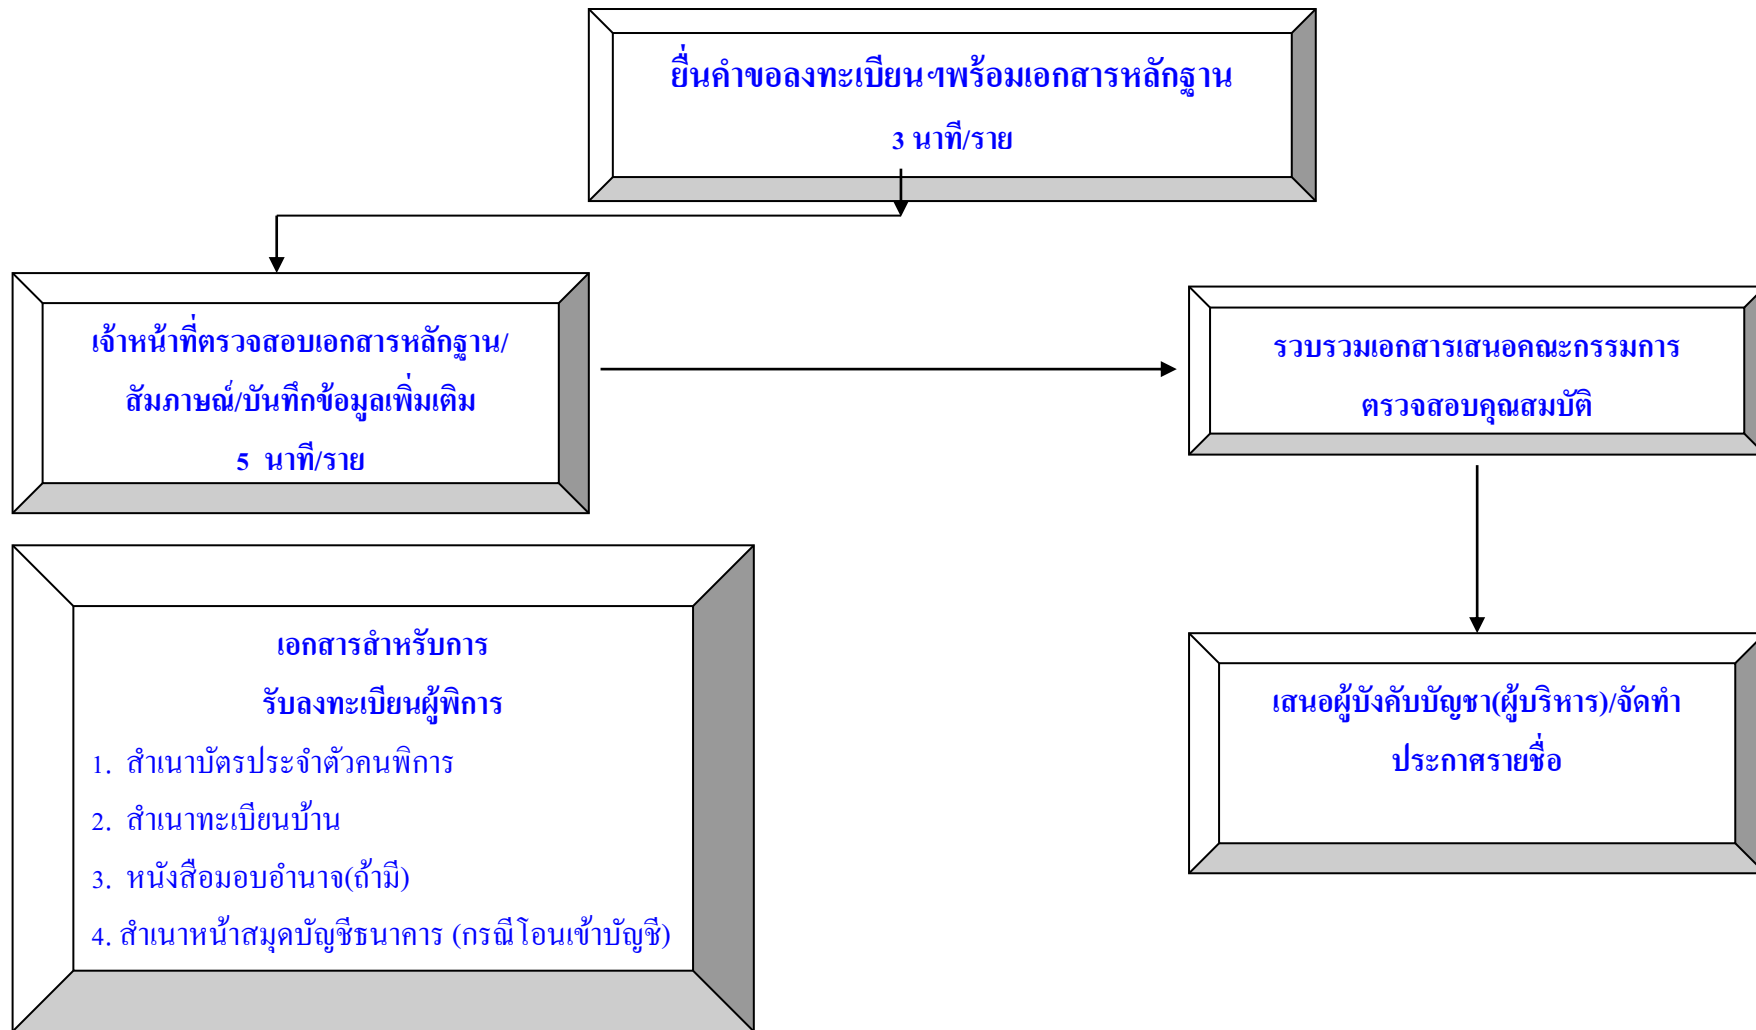 ยื่นคำขอลงทะเบียนฯพร้อมเอกสารหลักฐาน
3 นาที/ราย
เจ้าหน้าที่ตรวจสอบเอกสารหลักฐาน/
สัมภาษณ์/บันทึกข้อมูลเพิ่มเติม
5 นาที/ราย
รวบรวมเอกสารเสนอคณะกรรมการ
ตรวจสอบคุณสมบัติ
เสนอผู้บังคับบัญชา(ผู้บริหาร)/จัดทำ
ประกาศรายชื่อ
เอกสารสำหรับการ
รับลงทะเบียนผู้พิการ
1. สำเนาบัตรประจำตัวคนพิการ
2. สำเนาทะเบียนบ้าน
3. หนังสือมอบอำนาจ(ถ้ามี)
4. สำเนาหน้าสมุดบัญชีธนาคาร (กรณีโอนเข้าบัญชี)